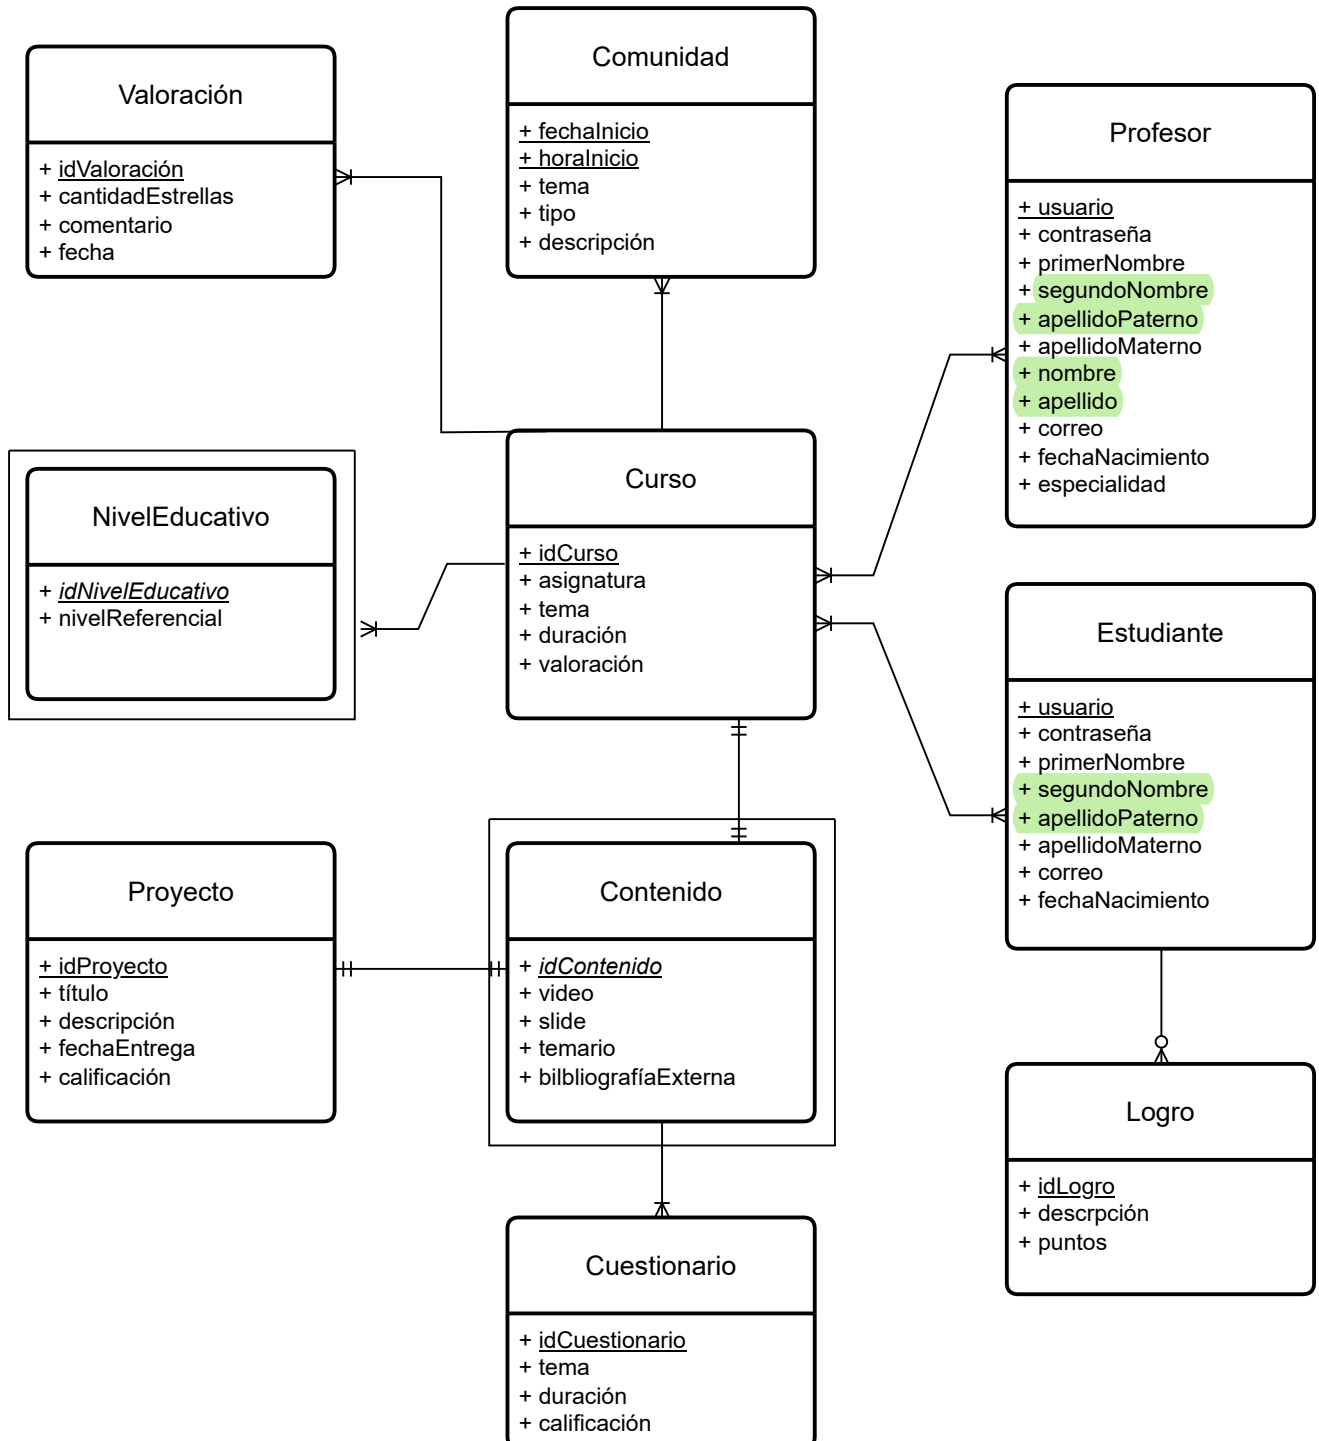 Valoración
+ idValoración
+ cantidadEstrellas
+ comentario
+ fecha
Comunidad
+ fechaInicio
+ horaInicio
+ tema
+ tipo
+ descripción
Profesor
+ usuario
+ contraseña
+ primerNombre
+ segundoNombre
+ apellidoPaterno
+ apellidoMaterno
+ nombre
+ apellido
+ correo
+ fechaNacimiento
+ especialidad
NivelEducativo
+ idNivelEducativo
+ nivelReferencial
Curso
+ idCurso
+ asignatura
+ tema
+ duración
+ valoración
Estudiante
+ usuario
+ contraseña
+ primerNombre
+ segundoNombre
+ apellidoPaterno
+ apellidoMaterno
+ correo
+ fechaNacimiento
Proyecto
+ idProyecto
+ título
+ descripción
+ fechaEntrega
+ calificación
Contenido
+ idContenido
+ video
+ slide
+ temario
+ bilbliografíaExterna
Logro
+ idLogro
+ descrpción
+ puntos
Cuestionario
+ idCuestionario
+ tema
+ duración
+ calificación